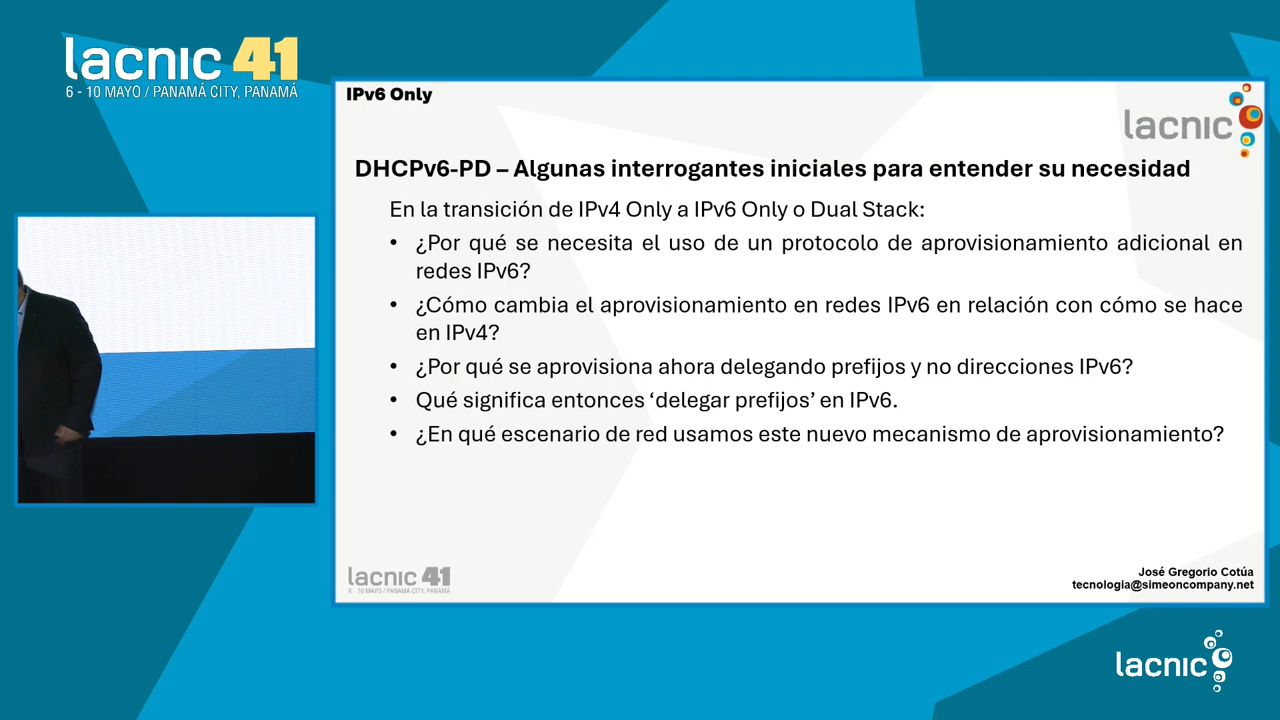 lacnic 41
6 - 10 MAYO / PANAMÁ CITY, PANAMÁ
IPv6 Only
lacnic
DHCPv6-PD – Algunas interrogantes iniciales para entender su necesidad
En la transición de IPv4 Only a IPv6 Only o Dual Stack:
• ¿Por qué se necesita el uso de un protocolo de aprovisionamiento adicional en
redes IPv6?
• ¿Cómo cambia el aprovisionamiento en redes IPv6 en relación con cómo se hace
en IPv4?
• ¿Por qué se aprovisiona ahora delegando prefijos y no direcciones IPv6?
• Qué significa entonces ‘delegar prefijos’ en IPv6.
• ¿En qué escenario de red usamos este nuevo mecanismo de aprovisionamiento?
lacnic 41
6 - 10 MAYO / PANAMÁ CITY, PANAMÁ
José Gregorio Cotúa
tecnologia@simeoncompany.net
lacnic